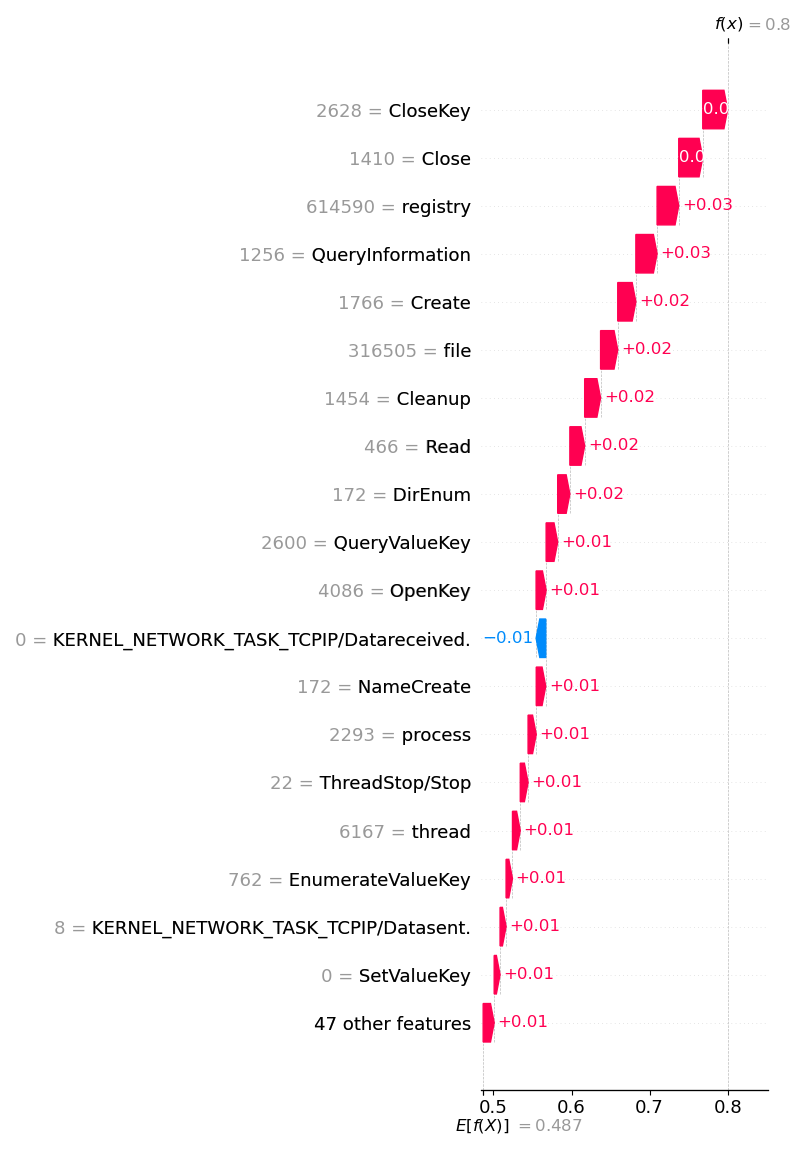 f(x) = 0.8
2628 = CloseKey
1410 = Close
614590 = registry +0.03
1256 = QueryInformation +0.03
1766 = Create +0.02
316505 = file +0.02
1454 = Cleanup +0.02
466 = Read +0.02
172 = DirEnum +0.02
2600 = QueryValueKey +0.01
4086 = OpenKey +0.01
0 = KERNEL_NETWORK_TASK_TCPIP/Datareceived. −0.01
172 = NameCreate +0.01
2293 = process +0.01
22 = ThreadStop/Stop +0.01
6167 = thread +0.01
762 = EnumerateValueKey +0.01
8 = KERNEL_NETWORK_TASK_TCPIP/Datasent. +0.01
0 = SetValueKey +0.01
47 other features +0.01
0.5 0.6 0.7 0.8
E[f(X)] = 0.487